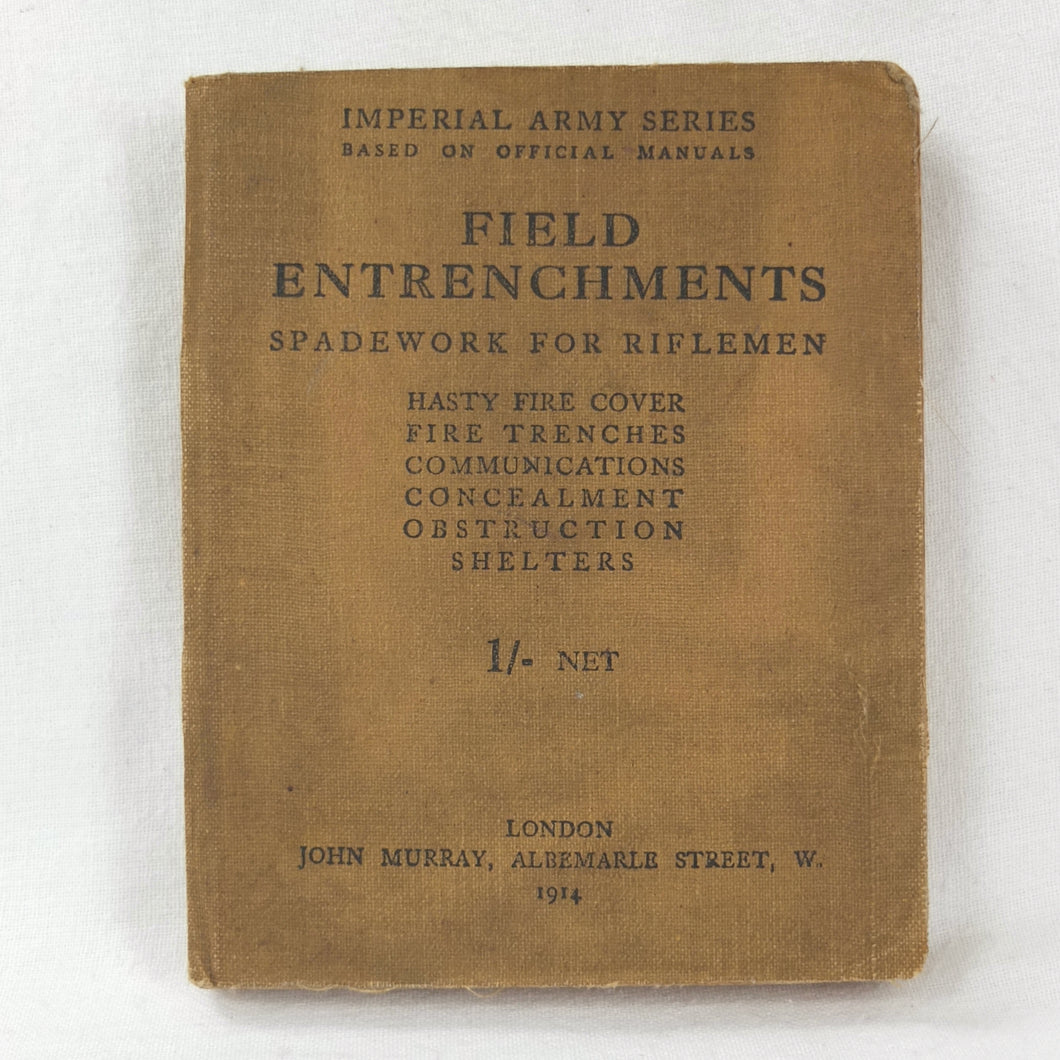 IMPERIAL ARMY SERIES
BASED ON OFFICIAL MANUALS
FIELD
ENTRENCHMENTS
SPADEWORK FOR RIFLEMEN
HASTY FIRE COVER
FIRE TRENCHES
COMMUNICATIONS
CONCEALMENT
OBSTRUCTION
SHELTERS
1/- NET
LONDON
JOHN MURRAY, ALBEMARLE STREET, W.
1914